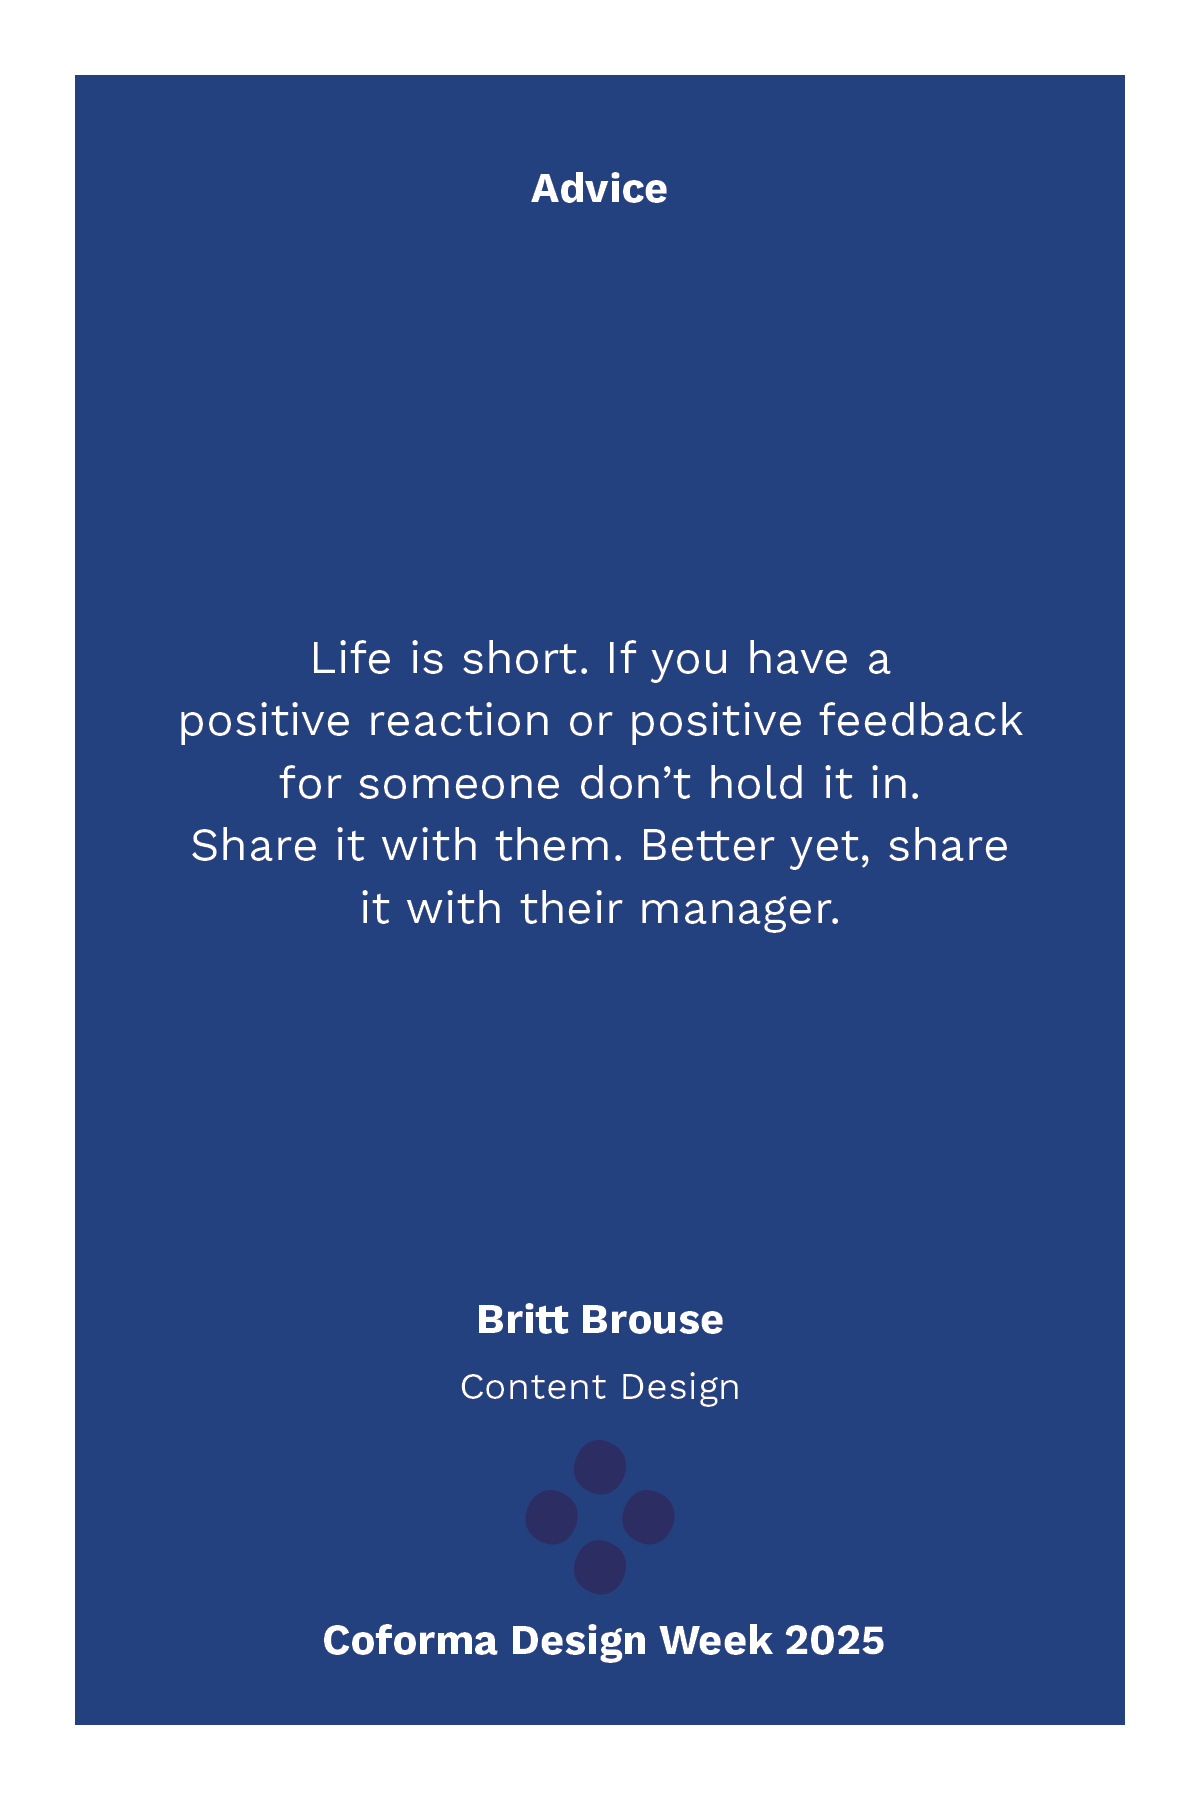 Advice
Life is short. If you have a
positive reaction or positive feedback
for someone don’t hold it in.
Share it with them. Better yet, share
it with their manager.
Britt Brouse
Content Design
Coforma Design Week 2025